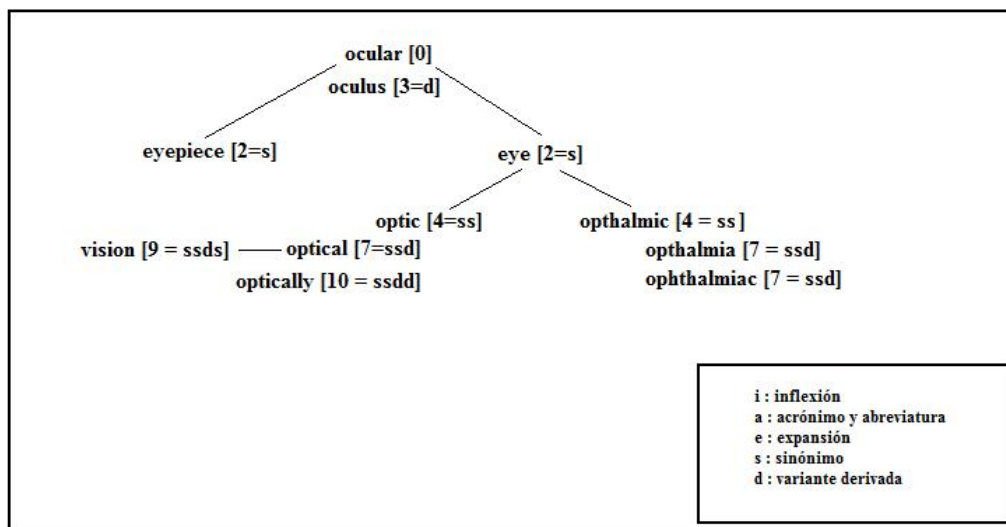 ocular [0]
oculus [3=d]
eyepiece [2=s]
eye [2=s]
optic [4=ss]
opthalmic [4 = ss]
vision [9 = ssds]
optical [7=ssd]
opthalmia [7 = ssd]
optically [10 = ssdd]
ophthalmiac [7 = ssd]
i : inflexión
a : acrónimo y abreviatura
e : expansión
s : sinónimo
d : variante derivada